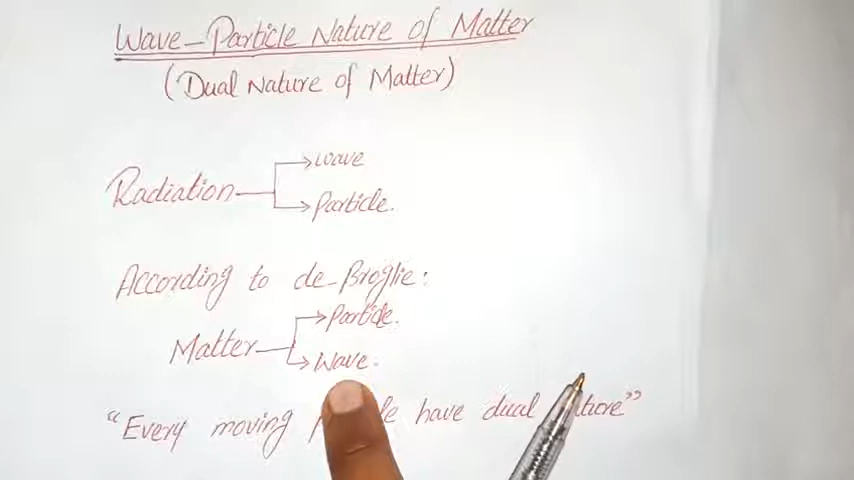 Wave-Particle Nature of Matter
(Dual Nature of Matter)
Radiation → wave
→ Particle.
According to de-Broglie:
Matter → Particle.
→ Wave.
"Every moving have dual